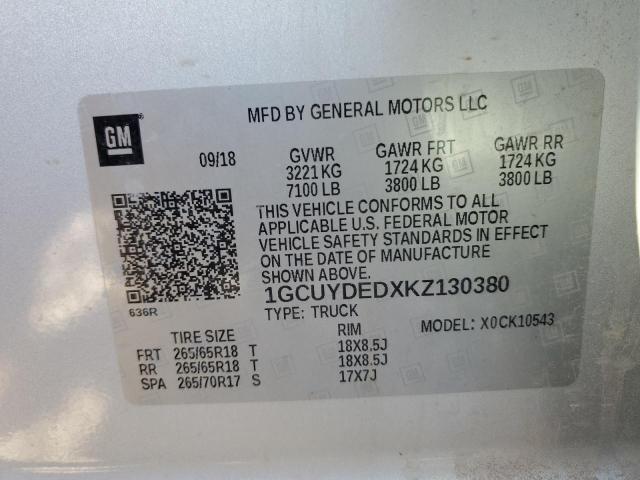 MFD BY GENERAL MOTORS LLC
GM
09/18 GVWR GAWR FRT GAWR RR
3221 KG 1724 KG 1724 KG
7100 LB 3800 LB 3800 LB
THIS VEHICLE CONFORMS TO ALL
APPLICABLE U.S. FEDERAL MOTOR
VEHICLE SAFETY STANDARDS IN EFFECT
ON THE DATE OF MANUFACTURE
SHOWN ABOVE.
636R
1GCUYDEDXKZ130380
TYPE: TRUCK MODEL: X0CK10543
TIRE SIZE RIM
FRT 265/65R18 T 18X8.5J
RR 265/65R18 T 18X8.5J
SPA 265/70R17 S 17X7J